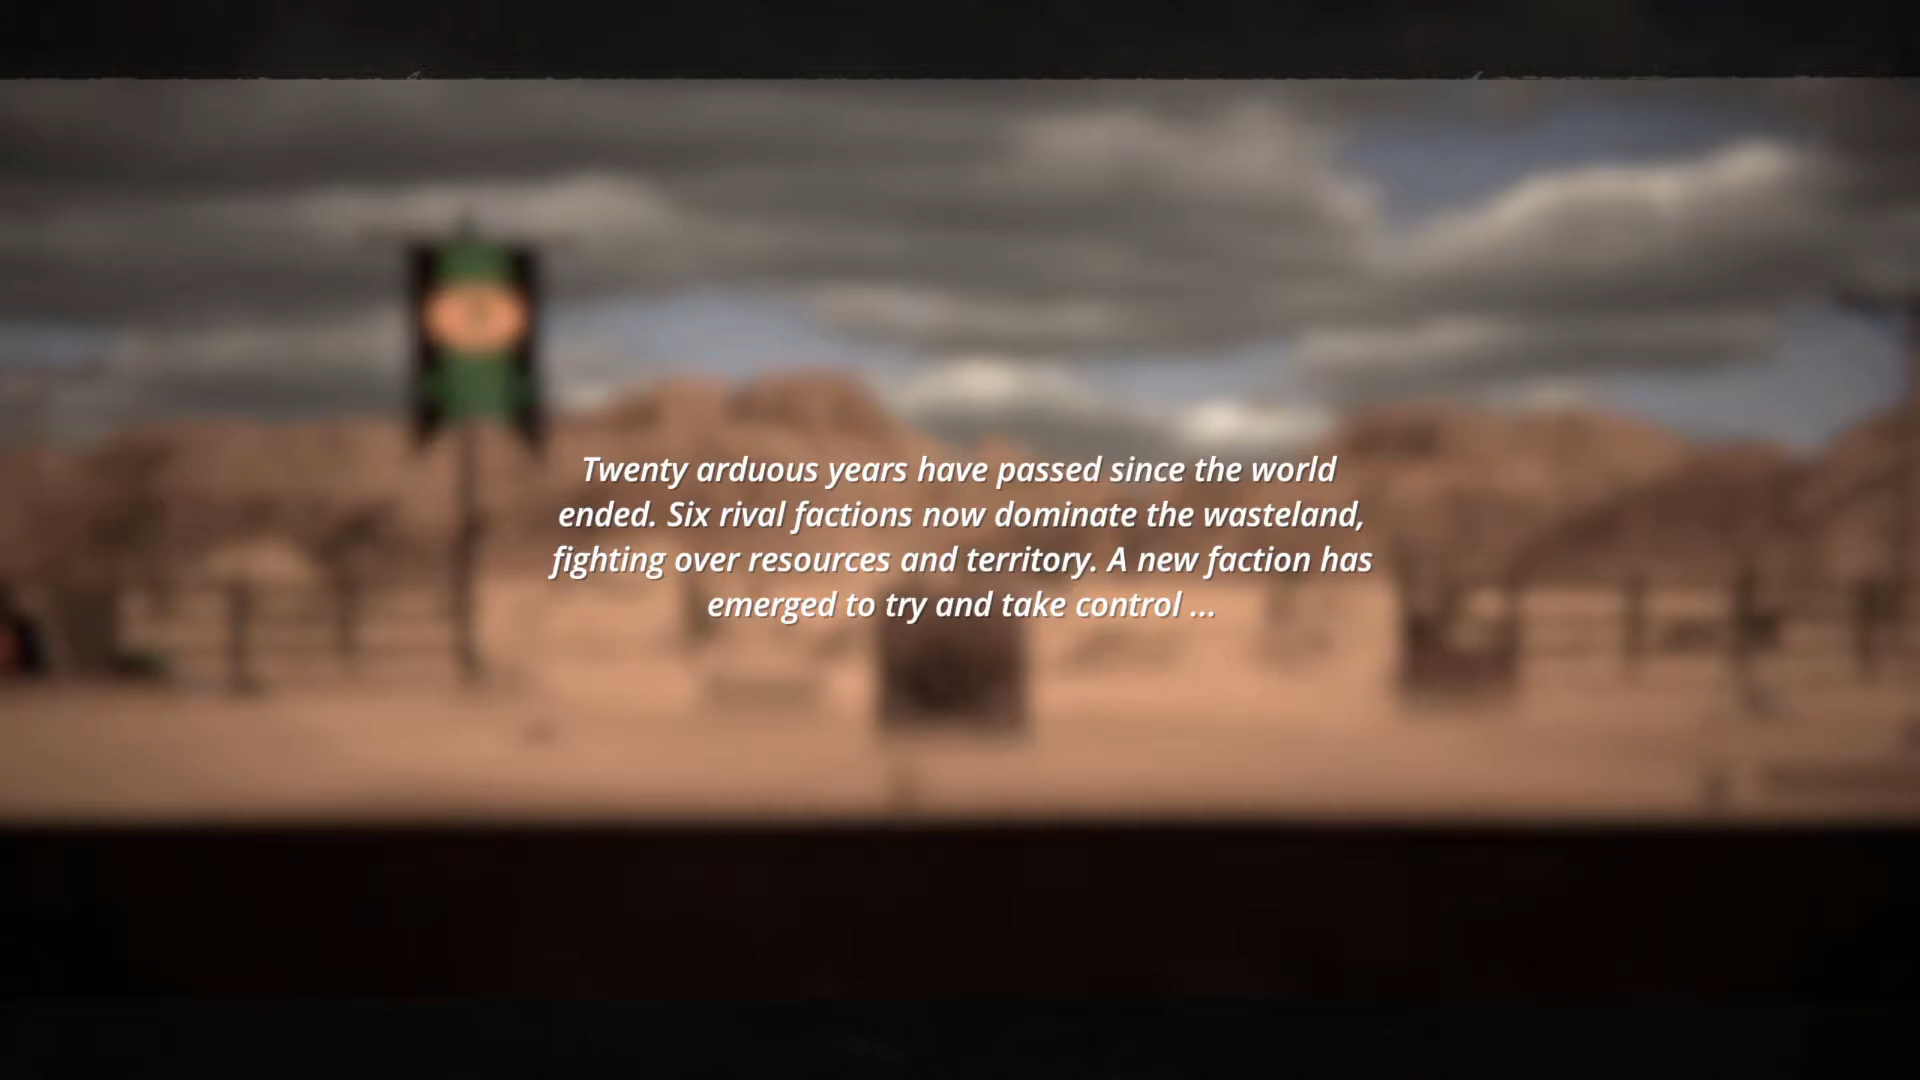 Twenty arduous years have passed since the world
ended. Six rival factions now dominate the wasteland,
fighting over resources and territory. A new faction has
emerged to try and take control ...